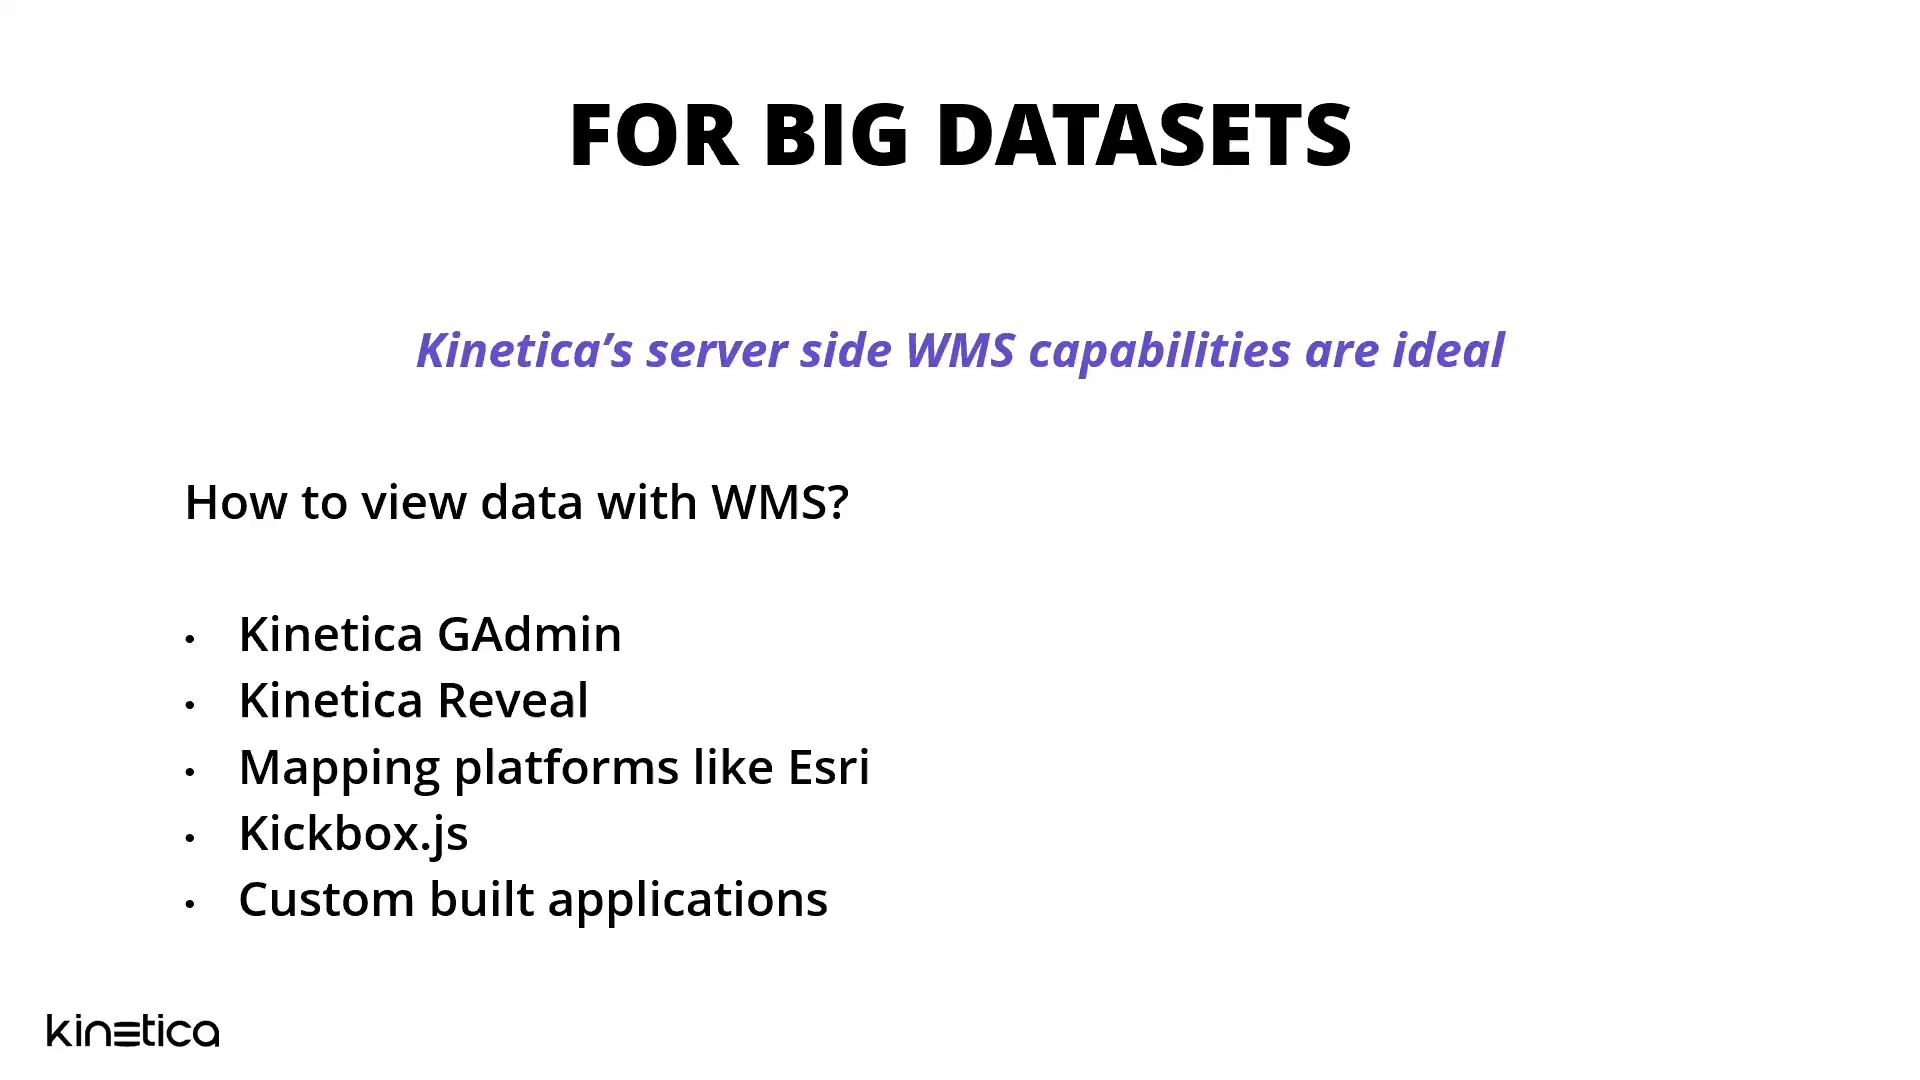 FOR BIG DATASETS
Kinetica’s server side WMS capabilities are ideal
How to view data with WMS?
• Kinetica GAdmin
• Kinetica Reveal
• Mapping platforms like Esri
• Kickbox.js
• Custom built applications
kinetica